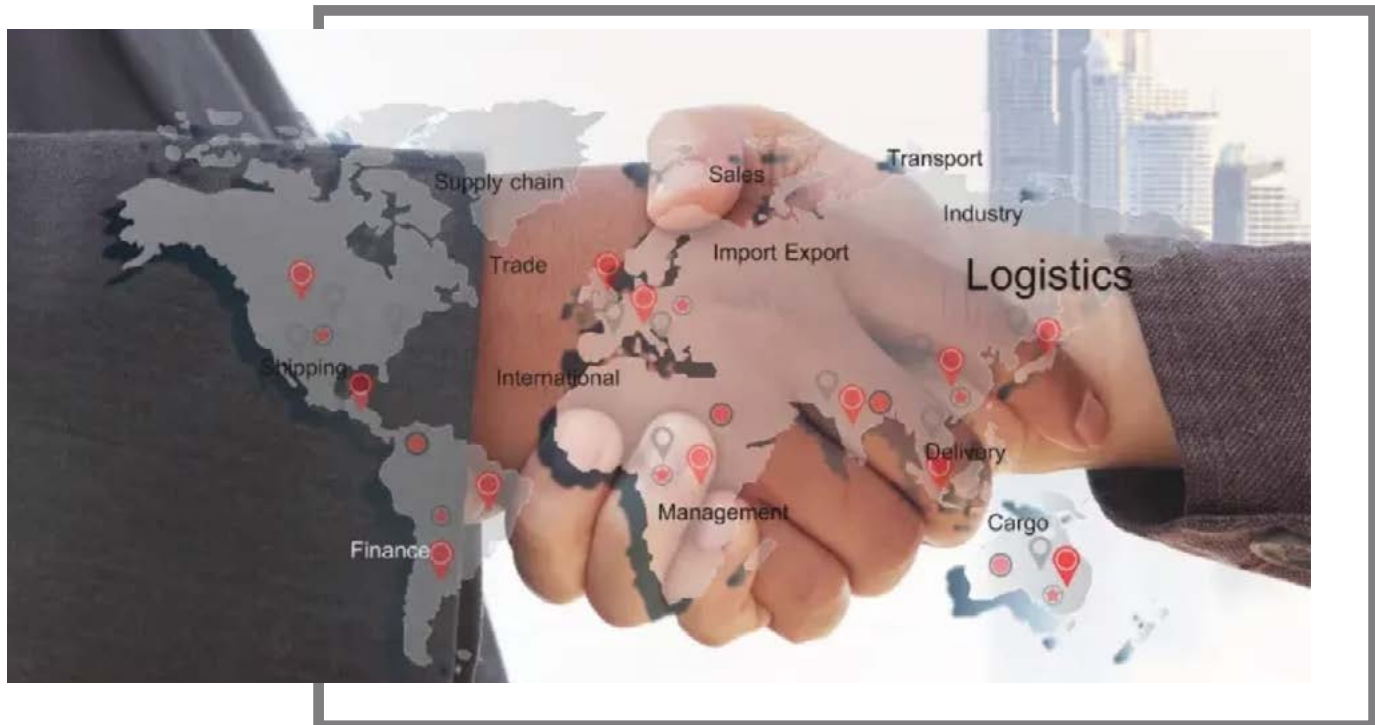 Transport
Supply chain
Sales
Industry
Import Export
Trade
Logistics
Shipping
International
Delivery
Management
Cargo
Finance